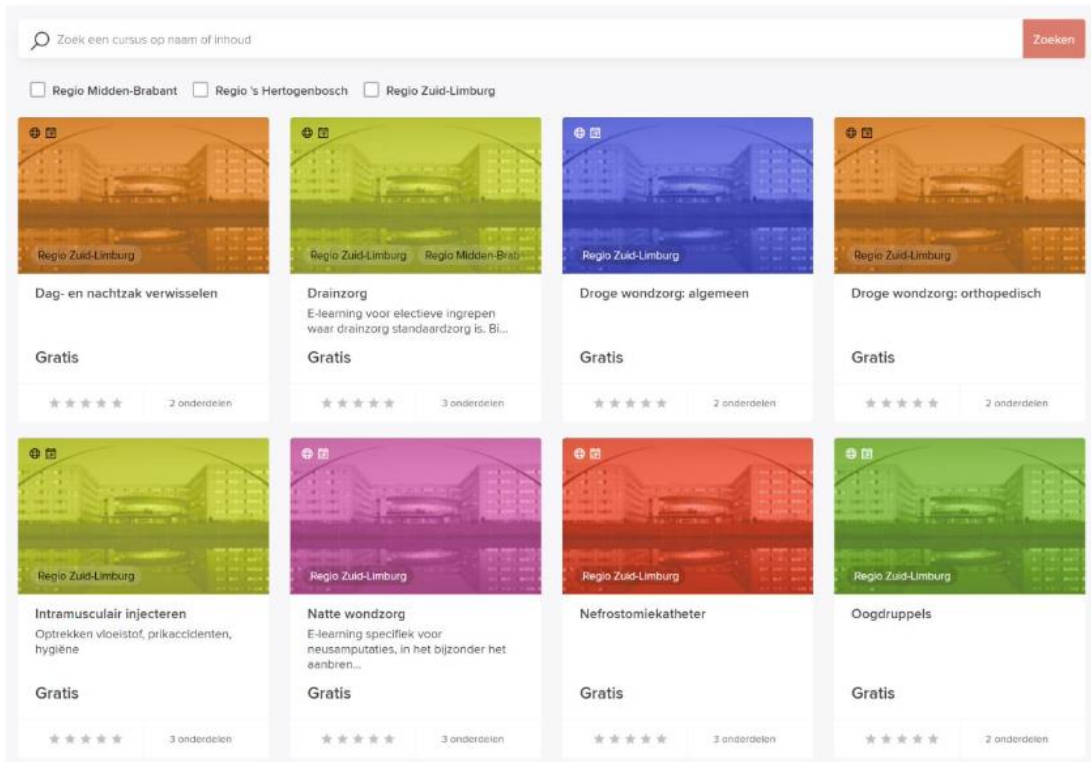 Zoek een cursus op naam of inhoud
Zoeken
Regio Midden-Brabant
Regio 's Hertogenbosch
Regio Zuid-Limburg
Regio Zuid-Limburg
Regio Zuid-Limburg
Regio Midden-Brab
Regio Zuid-Limburg
Regio Zuid-Limburg
Dag- en nachtzak verwisselen
Gratis
2 onderdelen
Drainzorg
E-learning voor electieve ingrepen
waar drainzorg standaardzorg is. Bi...
Gratis
3 onderdelen
Droge wondzorg: algemeen
Gratis
2 onderdelen
Droge wondzorg: orthopedisch
Gratis
2 onderdelen
Regio Zuid-Limburg
Regio Zuid-Limburg
Regio Zuid-Limburg
Regio Zuid-Limburg
Intramusculair injecteren
Optrekken vloeistof, prikaccidenten,
hygiëne
Gratis
3 onderdelen
Natte wondzorg
E-learning specifiek voor
neusamputaties, in het bijzonder het
aanbren...
Gratis
3 onderdelen
Nefrostomiekatheter
Gratis
3 onderdelen
Oogdruppels
Gratis
2 onderdelen